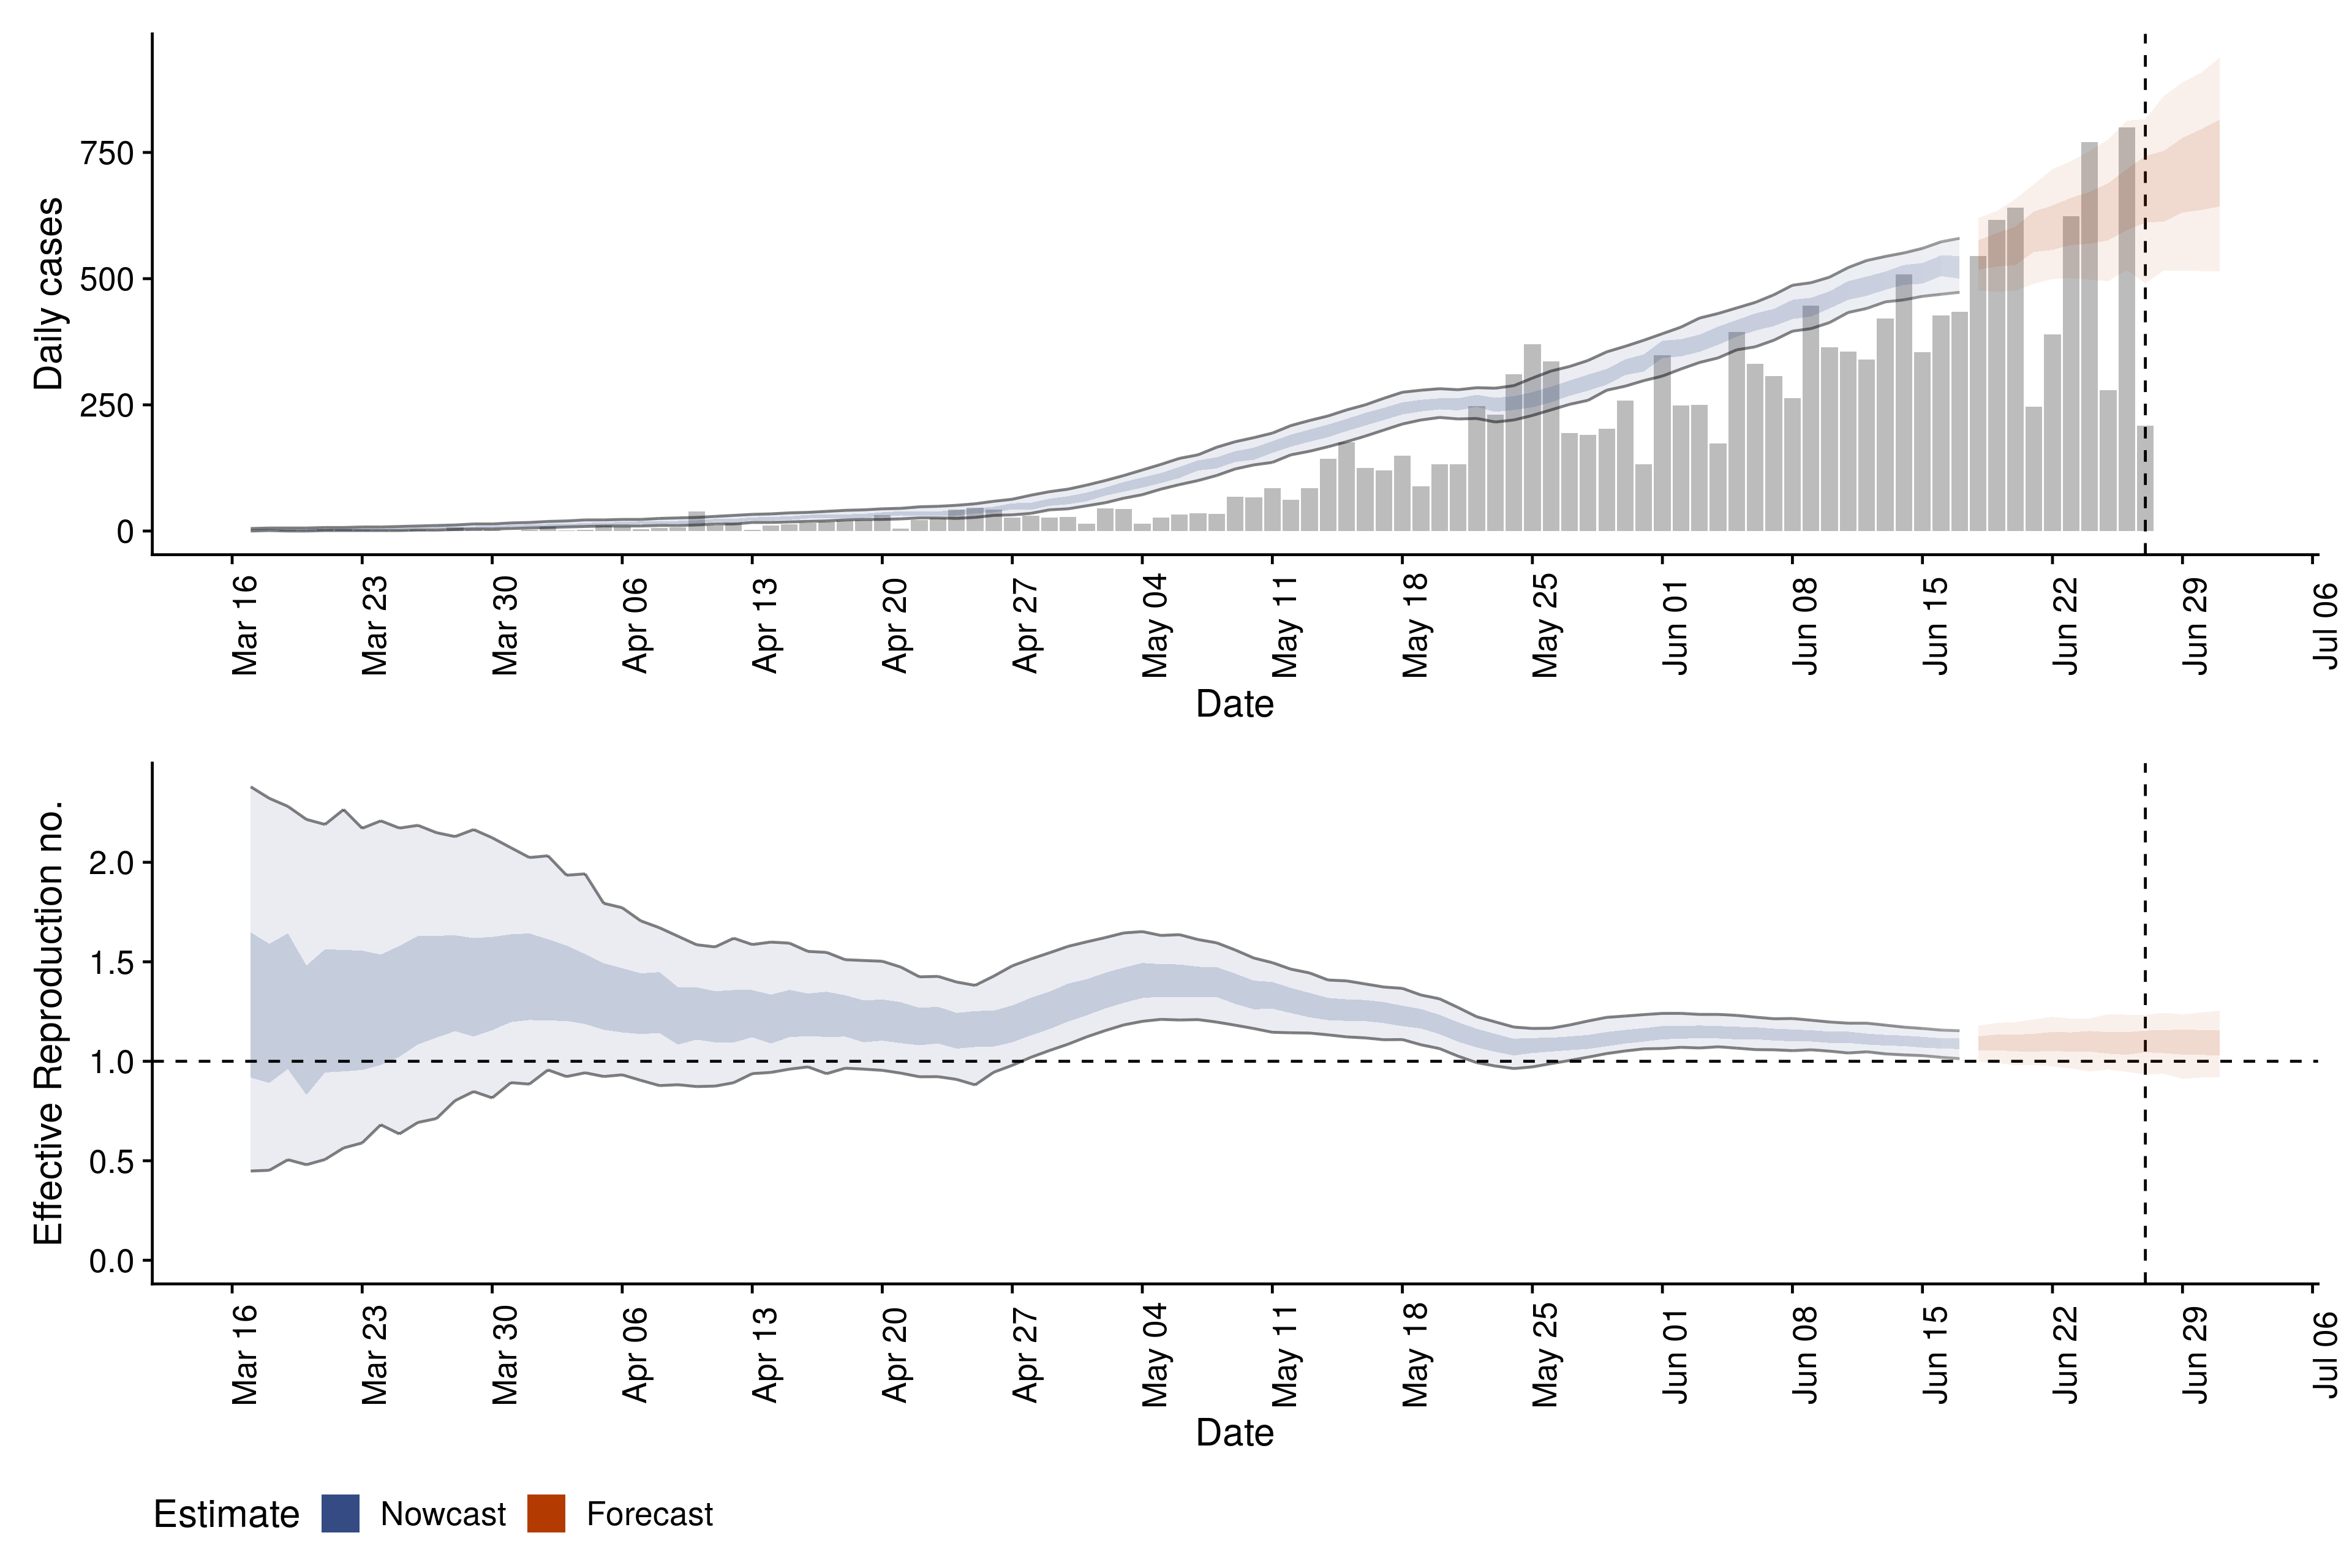 Daily cases
750
500
250
0
Mar 16
Mar 23
Mar 30
Apr 06
Apr 13
Apr 20
Apr 27
May 04
May 11
May 18
May 25
Jun 01
Jun 08
Jun 15
Jun 22
Jun 29
Jul 06
Date
Effective Reproduction no.
2.0
1.5
1.0
0.5
0.0
Mar 16
Mar 23
Mar 30
Apr 06
Apr 13
Apr 20
Apr 27
May 04
May 11
May 18
May 25
Jun 01
Jun 08
Jun 15
Jun 22
Jun 29
Jul 06
Date
Estimate Nowcast Forecast